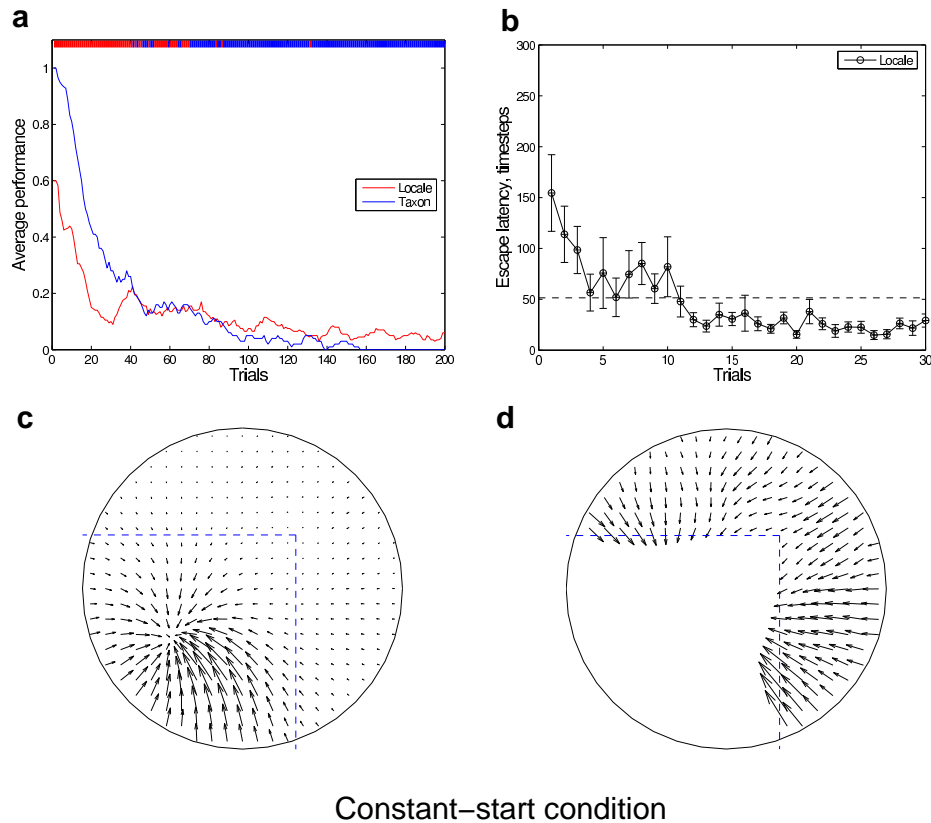 a
Average performance
1
0.8
0.6
0.4
0.2
0
0 20 40 60 80 100 120 140 160 180 200
Trials
Locale
Taxon
b
Escape latency, timesteps
300
250
200
150
100
50
0
0 5 10 15 20 25 30
Trials
Locale
c
d
Constant−start condition